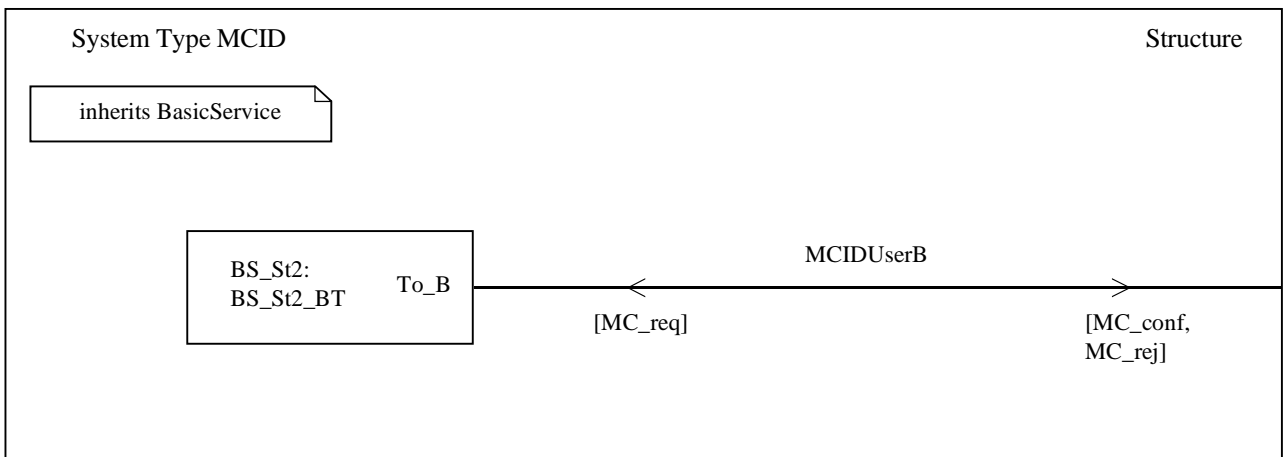 System Type MCID
Structure
inherits BasicService
MCIDUserB
BS_St2:
BS_St2_BT
To_B
[MC_req]
[MC_conf,
MC_rej]